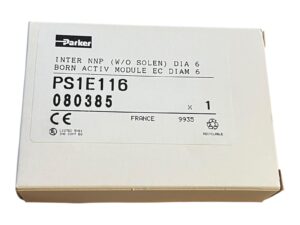 Parker
INTER NNP (W/O SOLEN) DIA 6
BORN ACTIV MODULE EC DIAM 6
PS1E116
080385 x 1
CE FRANCE 9935
RECYCLABLE